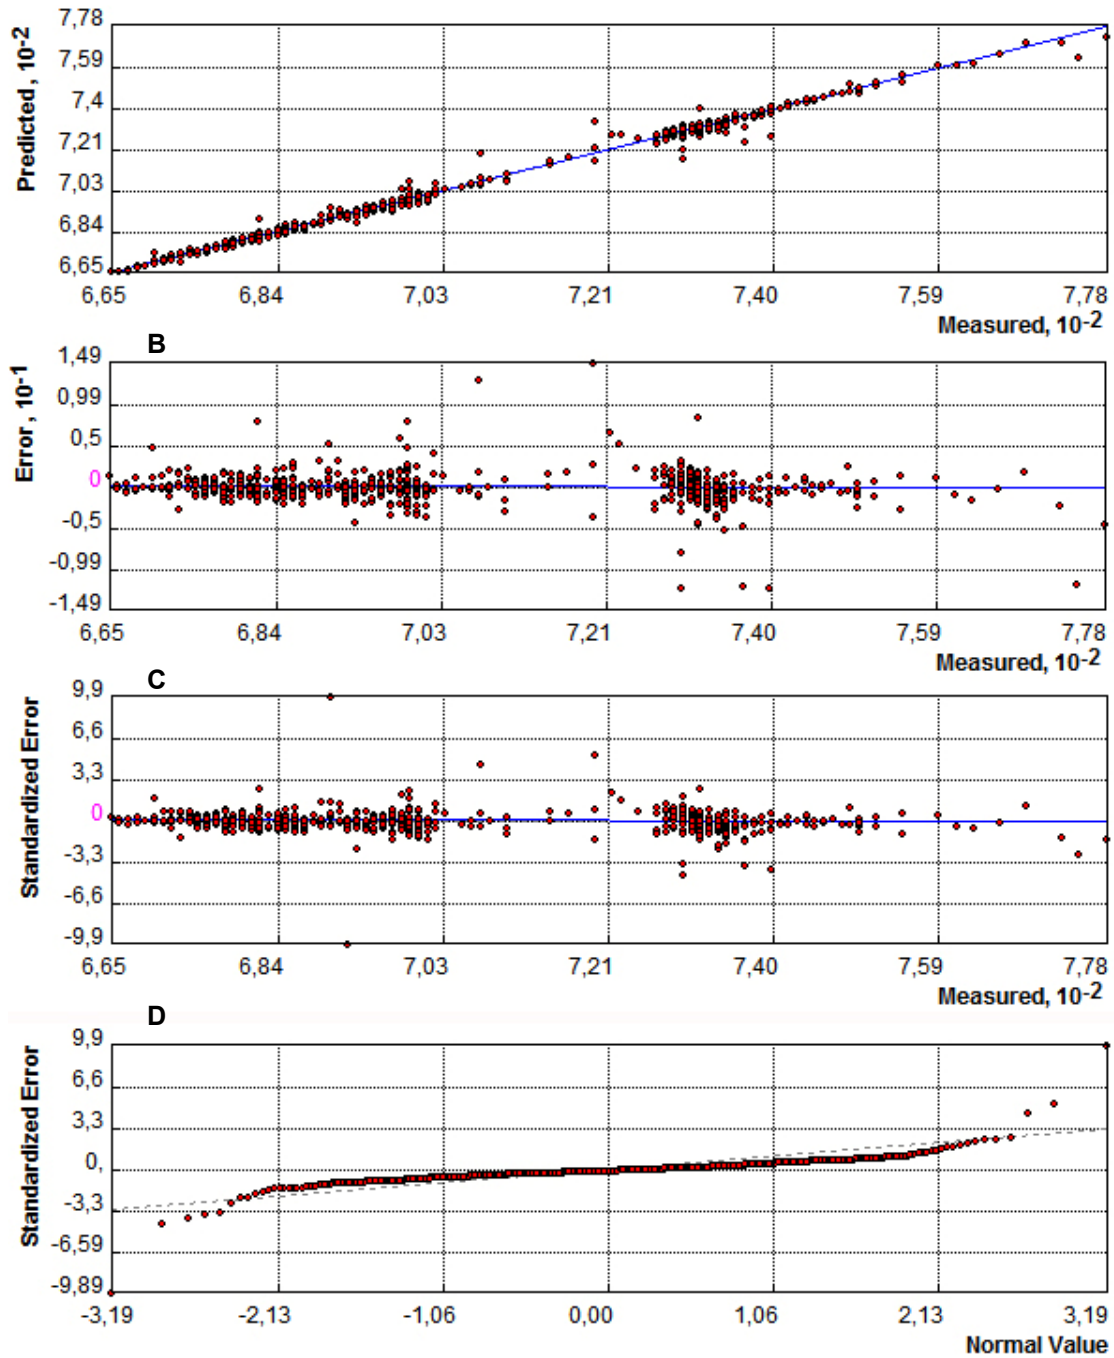 Predicted , 10-2
7,78
7,59
7,4
7,21
7,03
6,84
6,65
6,65 6,84 7,03 7,21 7,40 7,59 7,78
Measured, 10-2
B
Error , 10-1
1.49
0,99
0,5
0
-0,5
-0,99
-1,49
6,65 6,84 7,03 7,21 7,40 7,59 7,78
Measured, 10-2
C
Standardized Error
9,9
6,6
3,3
0
-3,3
-6,6
-9,9
6,65 6,84 7,03 7,21 7,40 7,59 7,78
Measured, 10-2
D
Standardized Error
9,9
6,6
3,3
0,
-3,3
-6,59
-9,89
-3,19 -2,13 -1,06 0,00 1,06 2,13 3,19
Normal Value